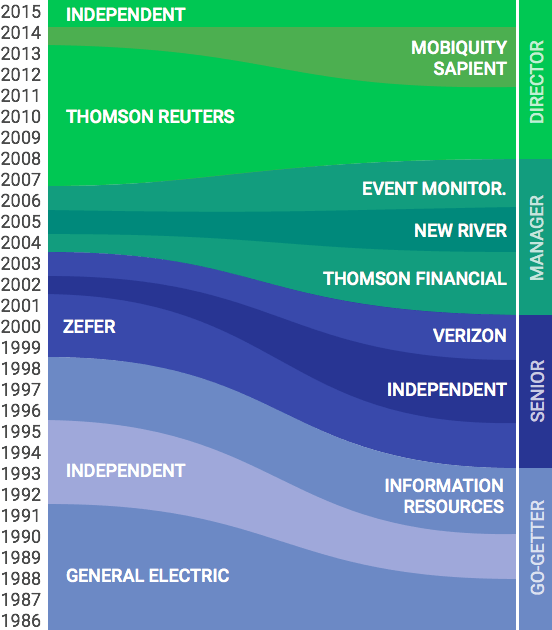 2015
2014
2013
2012
2011
2010
2009
2008
2007
2006
2005
2004
2003
2002
2001
2000
1999
1998
1997
1996
1995
1994
1993
1992
1991
1990
1989
1988
1987
1986
INDEPENDENT
MOBIQUITY
SAPIENT
THOMSON REUTERS
EVENT MONITOR.
NEW RIVER
THOMSON FINANCIAL
ZEFER
VERIZON
INDEPENDENT
INDEPENDENT
INFORMATION
RESOURCES
GENERAL ELECTRIC
DIRECTOR
MANAGER
SENIOR
GO-GETTER